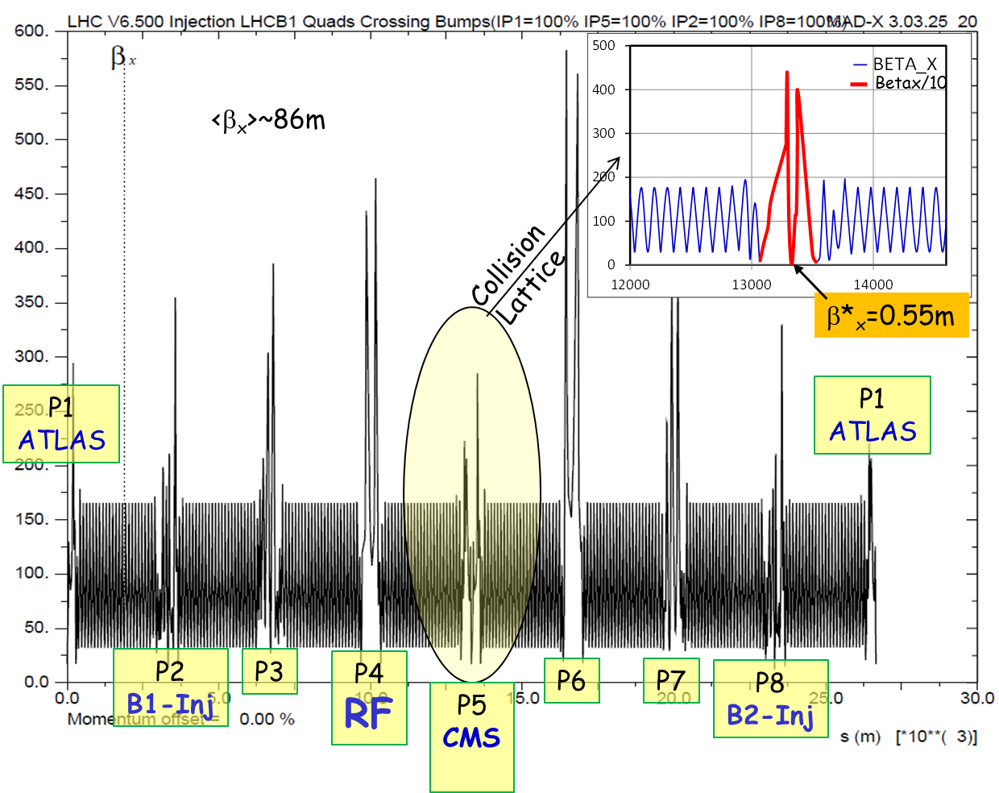 LHC V6.500 Injection LHCB1 Quads Crossing Bumps(IP1=100% IP5=100% IP2=100% IP8=100%)
MAD-X 3.03.25 20
600.
550.
500.
450.
400.
350.
300.
250.
200.
150.
100.
50.
0.0
βx
<βx>~86m
Collision
Lattice
500
400
300
200
100
0
12000
13000
14000
BETA_X
Betax/10
β*x=0.55m
P1
ATLAS
P1
ATLAS
P2
B1-Inj
P3
P4
RF
P5
CMS
P6
P7
P8
B2-Inj
0.0
5.0
10.0
15.0
20.0
25.0
30.0
Momentum offset = 0.00 %
s (m) [*10**( 3)]